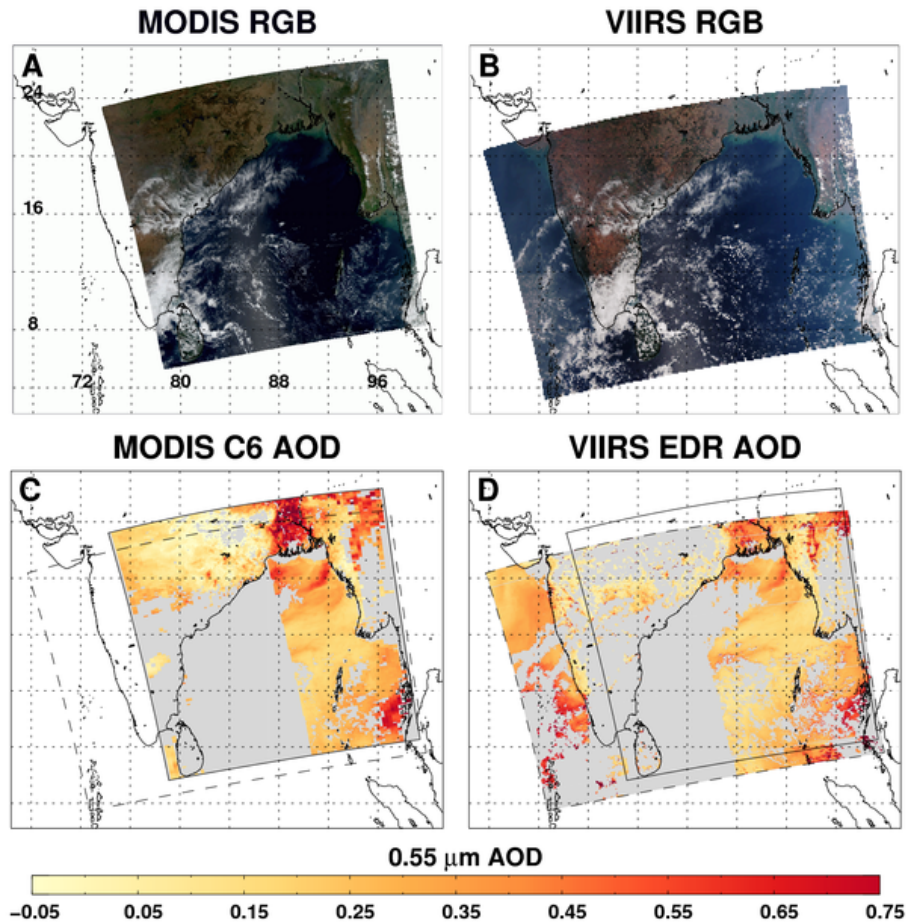 MODIS RGB
VIIRS RGB
A
B
24
16
8
72
80
88
96
MODIS C6 AOD
VIIRS EDR AOD
C
D
0.55 μm AOD
−0.05 0.05 0.15 0.25 0.35 0.45 0.55 0.65 0.75